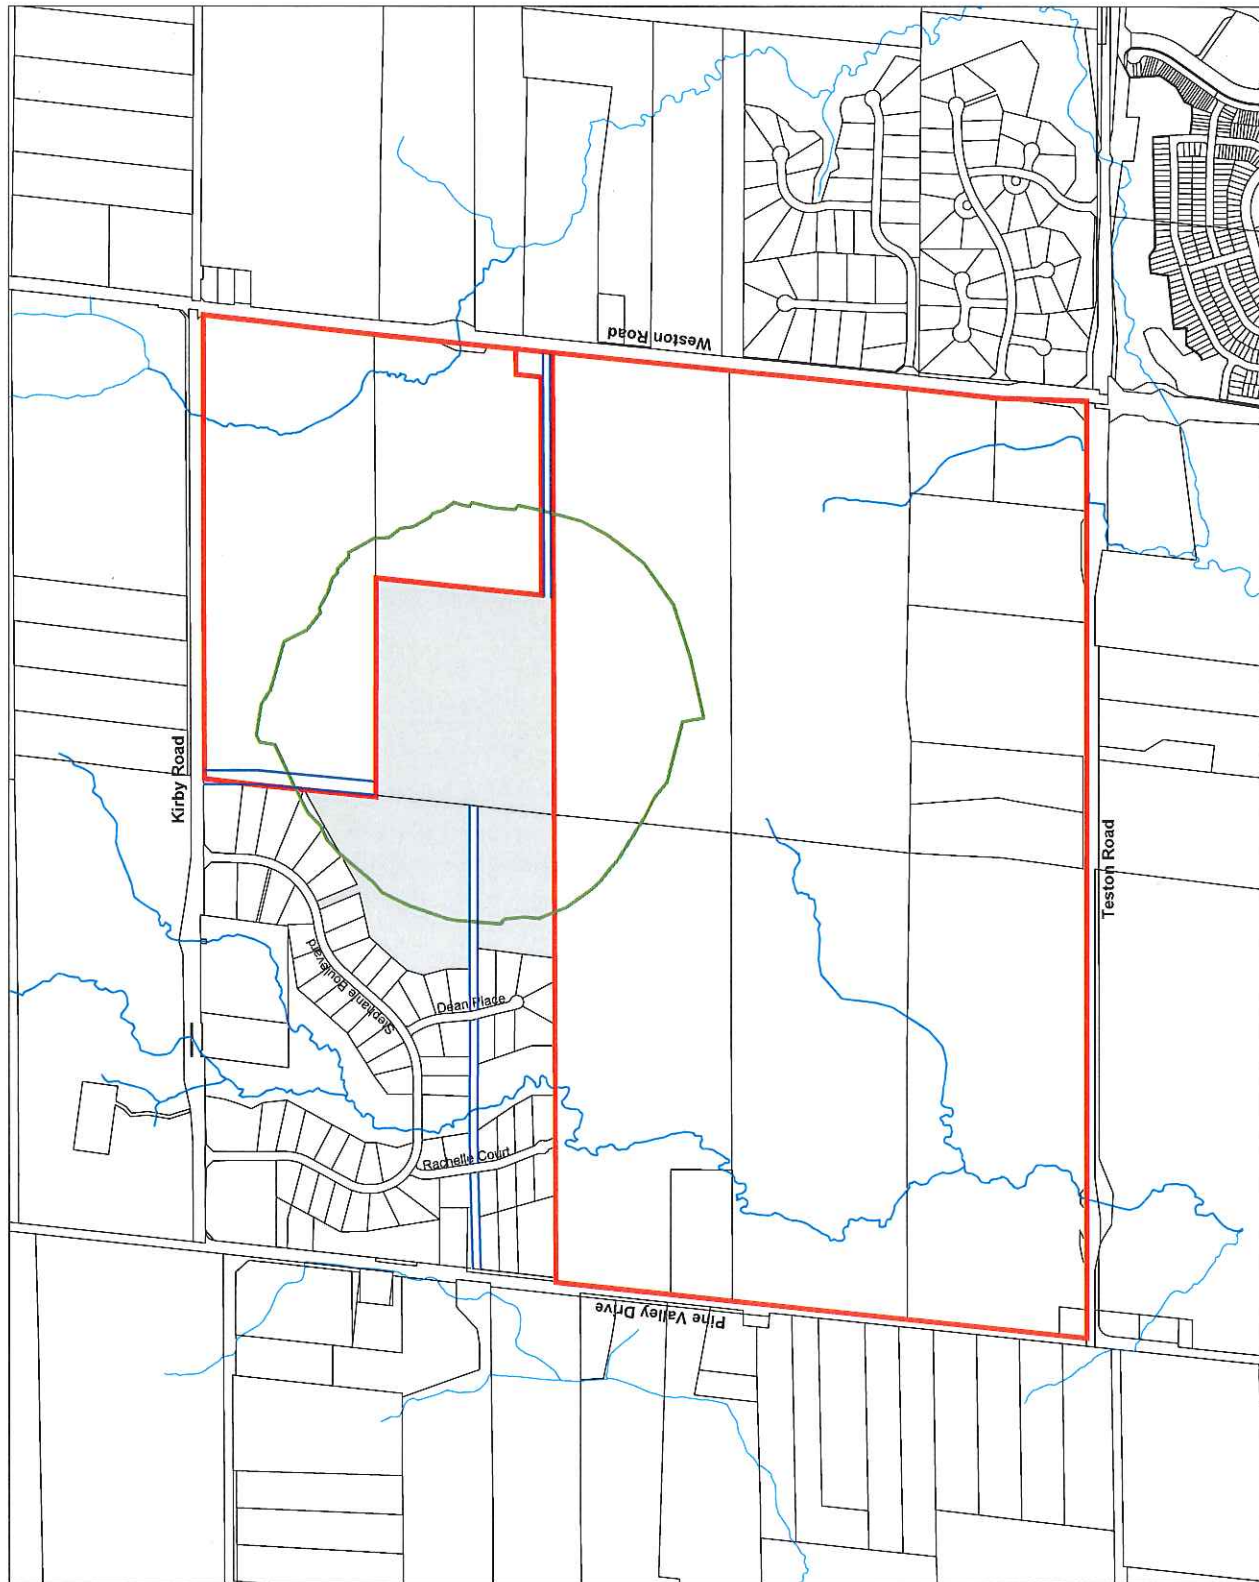 Weston Road
Kirby Road
Stephanie Boulevard
Dean Place
Rachelle Court
Teston Road
Pine Valley Drive